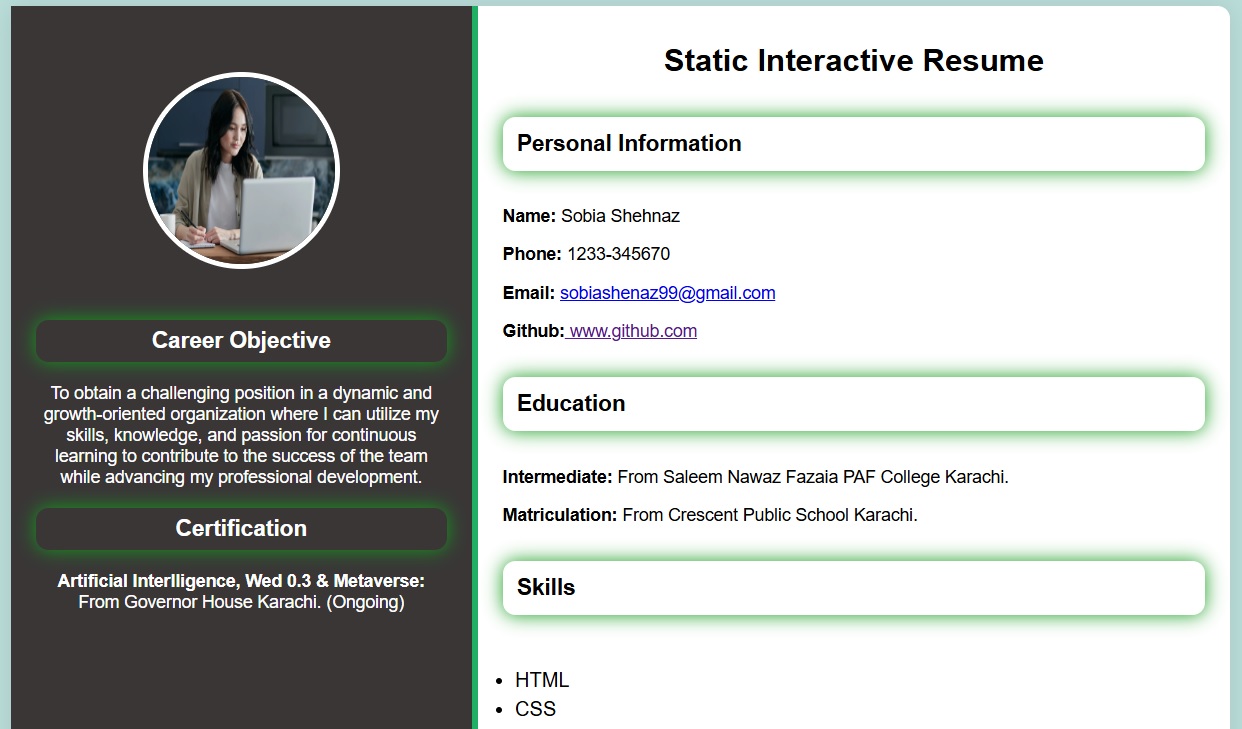 Career Objective
To obtain a challenging position in a dynamic and
growth-oriented organization where I can utilize my
skills, knowledge, and passion for continuous
learning to contribute to the success of the team
while advancing my professional development.
Certification
Artificial Interlligence, Wed 0.3 & Metaverse:
From Governor House Karachi. (Ongoing)
Static Interactive Resume
Personal Information
Name: Sobia Shehnaz
Phone: 1233-345670
Email: sobiashenaz99@gmail.com
Github: www.github.com
Education
Intermediate: From Saleem Nawaz Fazaia PAF College Karachi.
Matriculation: From Crescent Public School Karachi.
Skills
• HTML
• CSS